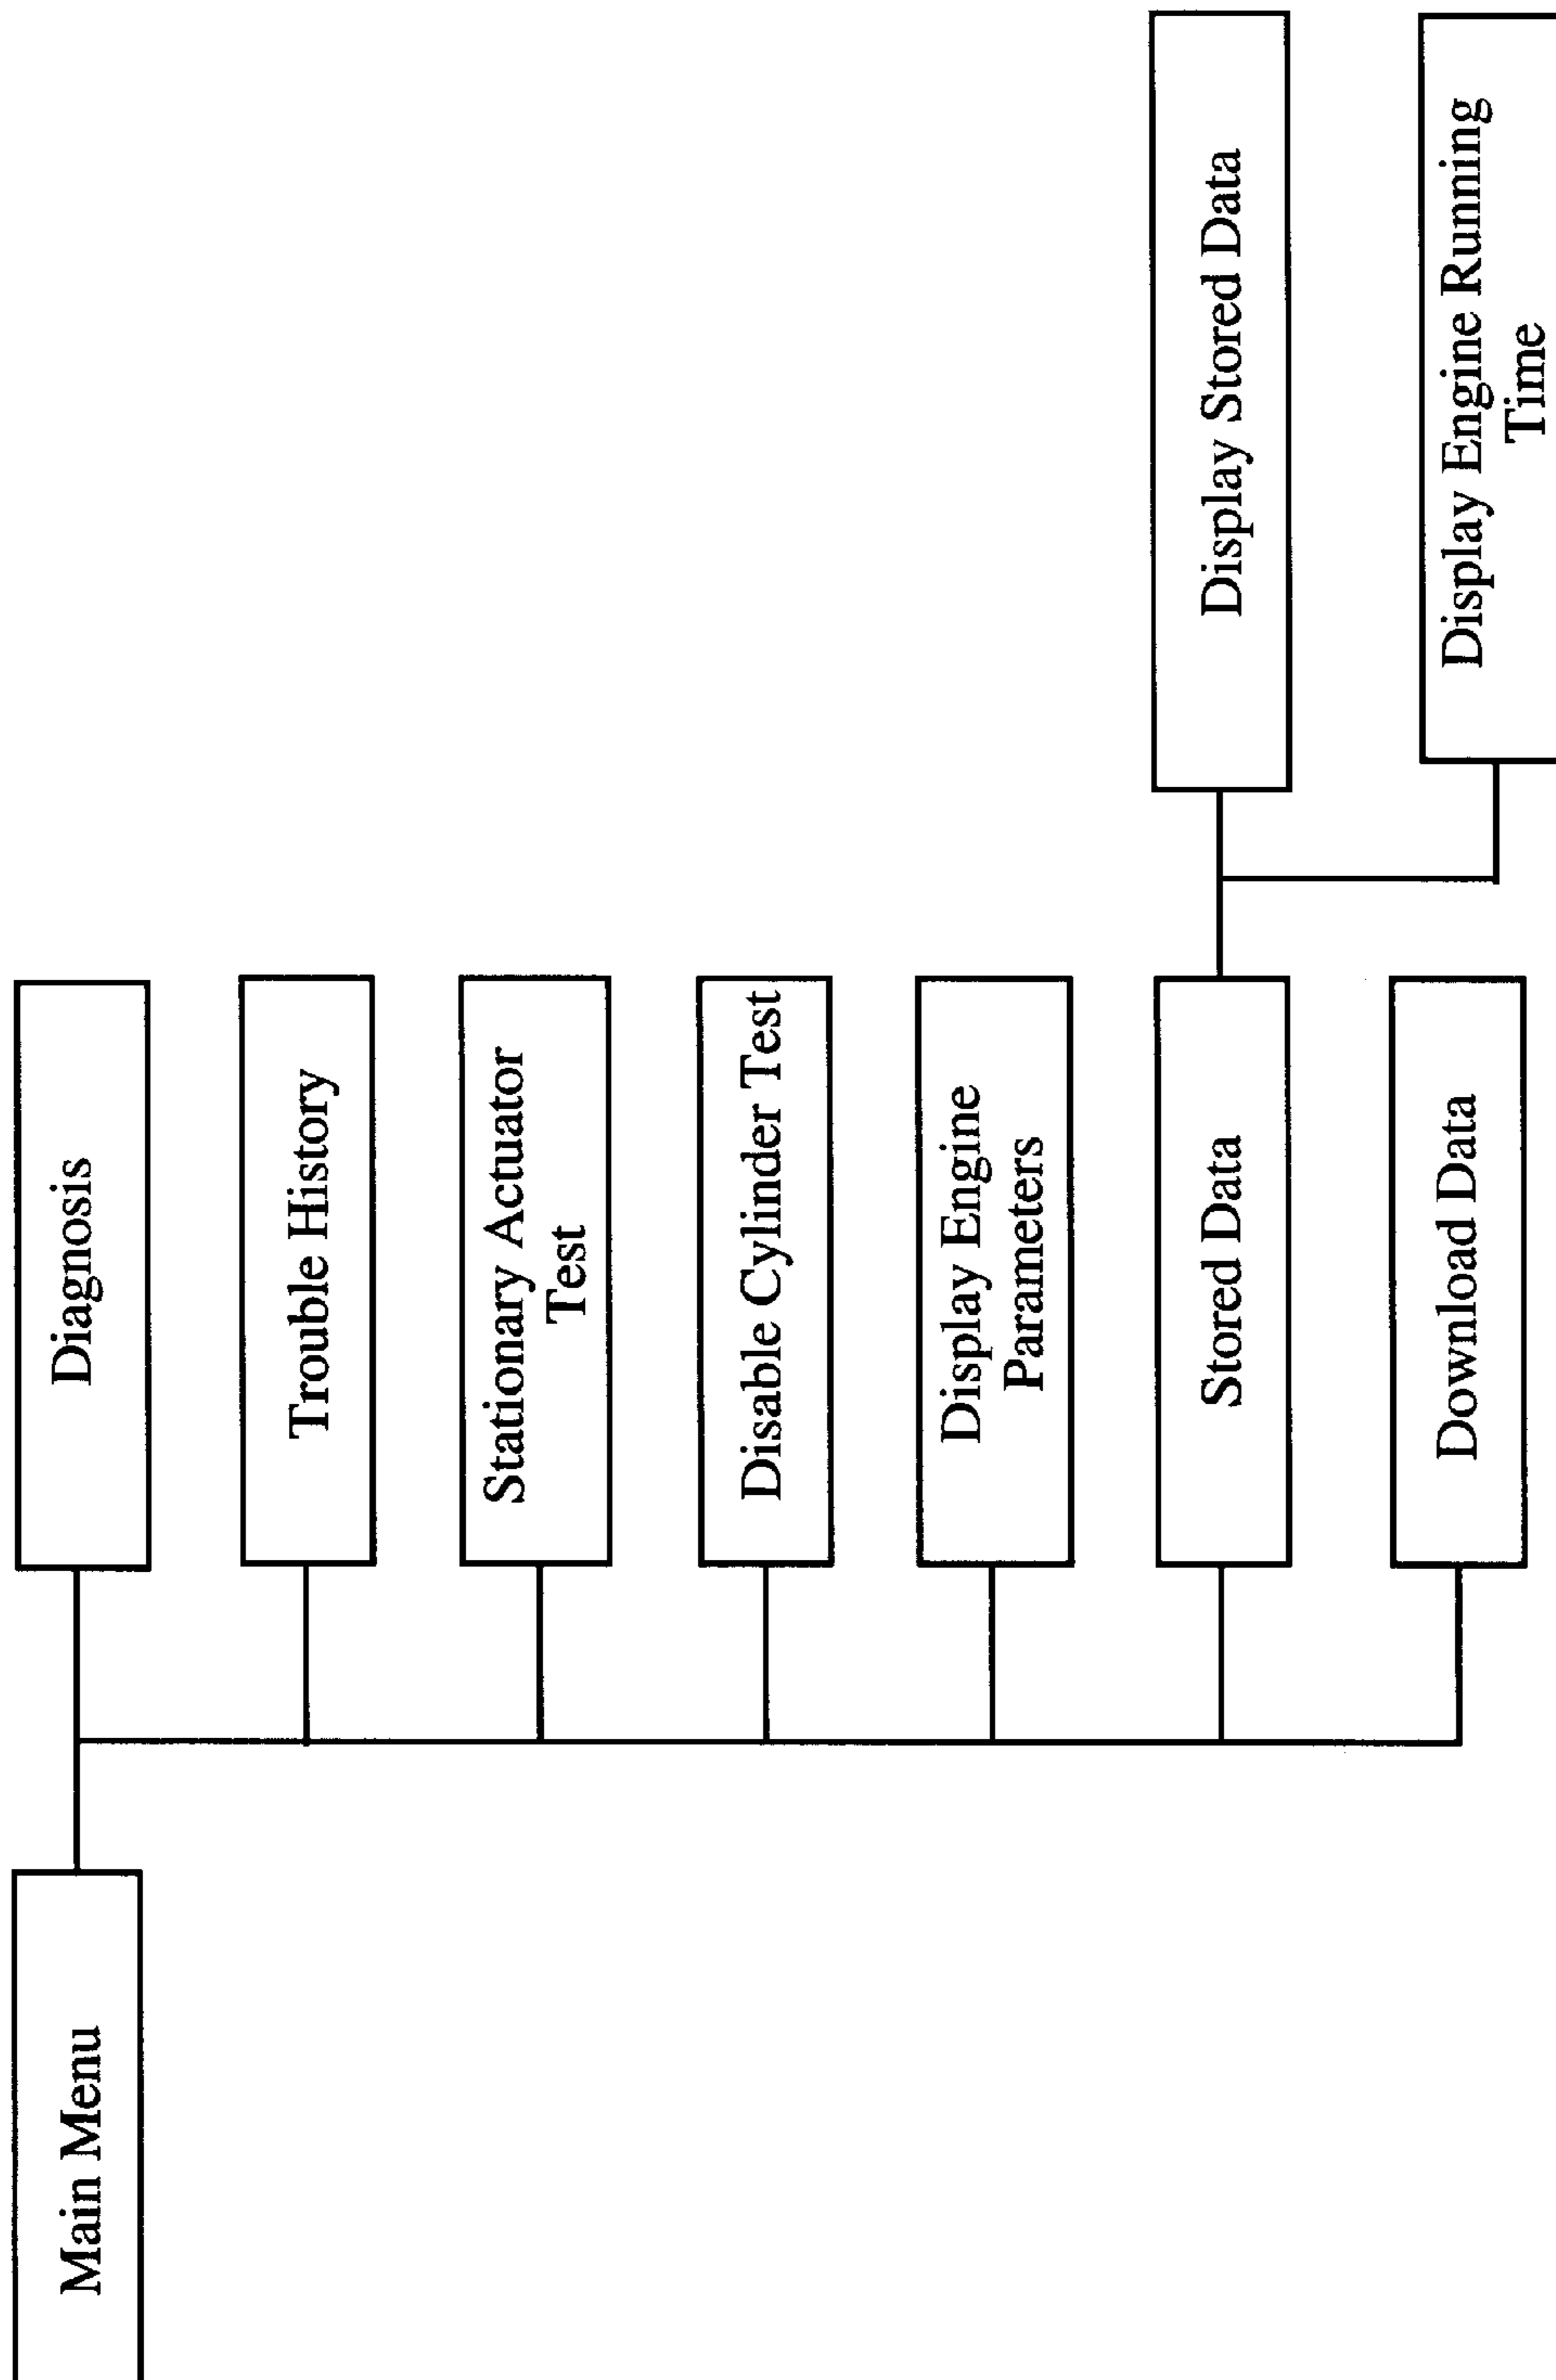 Main Menu
Diagnosis
Trouble History
Stationary Actuator
Test
Disable Cylinder Test
Display Engine
Parameters
Stored Data
Display Stored Data
Display Engine Running
Time
Download Data